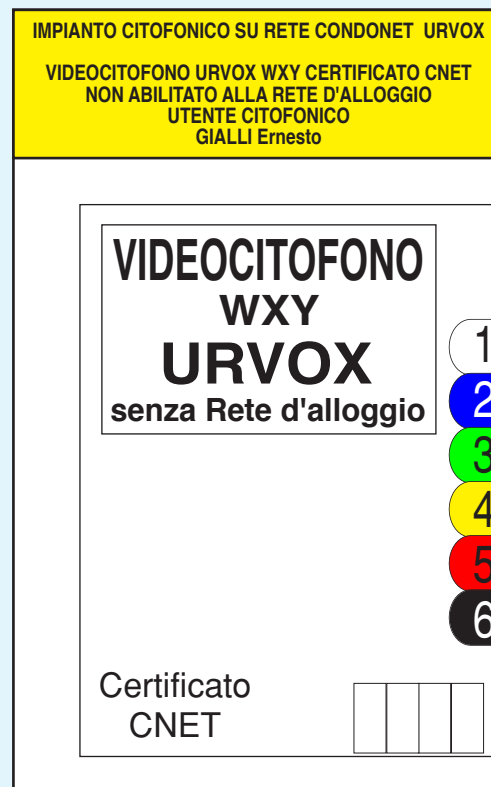 IMPIANTO CITOFONICO SU RETE CONDONET URVOX
VIDEOCITOFONO URVOX WXY CERTIFICATO CNET
NON ABILITATO ALLA RETE D'ALLOGGIO
UTENTE CITOFONICO
GIALLI Ernesto
VIDEOCITOFONO
WXY
URVOX
senza Rete d'alloggio
1
2
3
4
5
6
Certificato
CNET